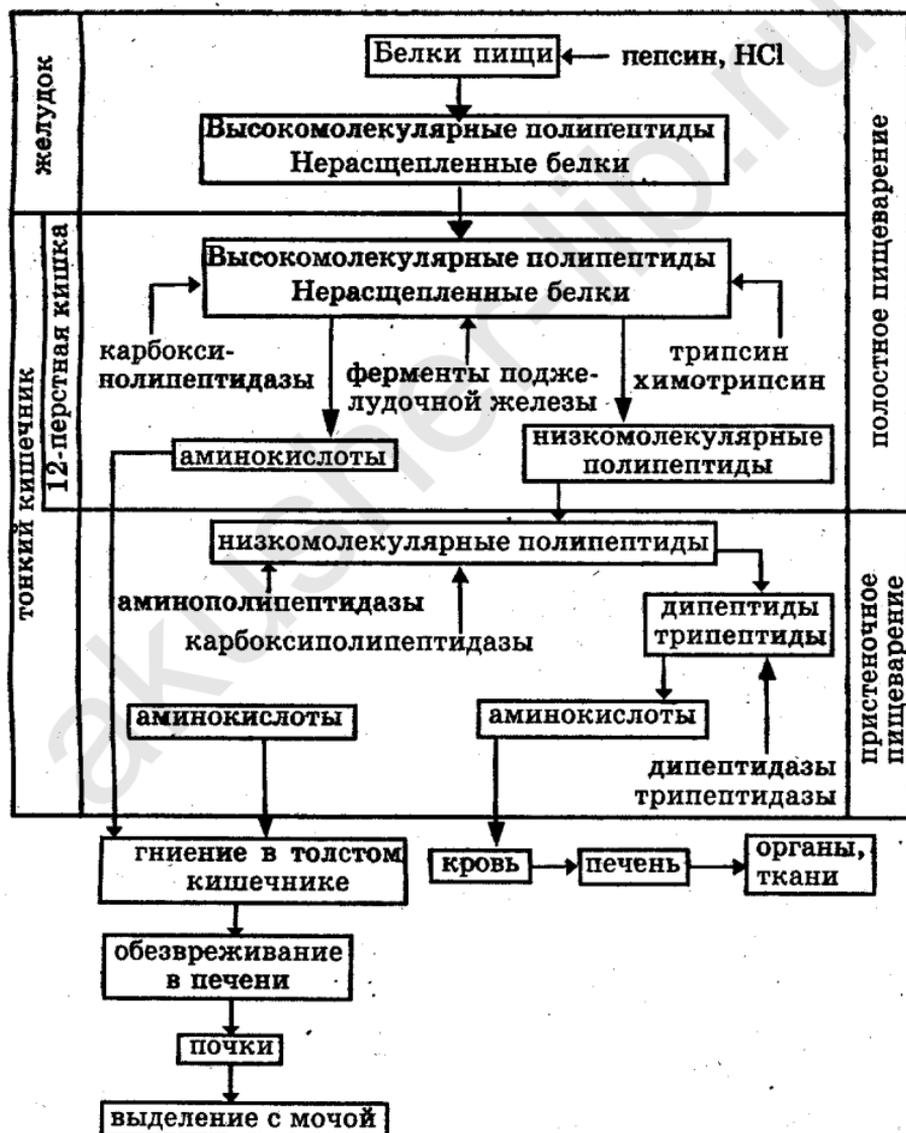 желудок
Белки пищи
пепсин, HCl
Высокомолекулярные полипептиды
Нерасщепленные белки
полостное пищеварение
тонкий кишечник
12-перстная кишка
Высокомолекулярные полипептиды
Нерасщепленные белки
карбокси-
нолипептидазы
ферменты подже-
лудочной железы
трипсин
химотрипсин
аминокислоты
низкомолекулярные
полипептиды
пристеночное
пищеварение
низкомолекулярные полипептиды
аминополипептидазы
карбоксиполипептидазы
дипептиды
трипептиды
аминокислоты
аминокислоты
дипептидазы
трипептидазы
гниение в толстом
кишечнике
кровь
печень
органы,
ткани
обезвреживание
в печени
почки
выделение с мочой
akusher-lib.ru